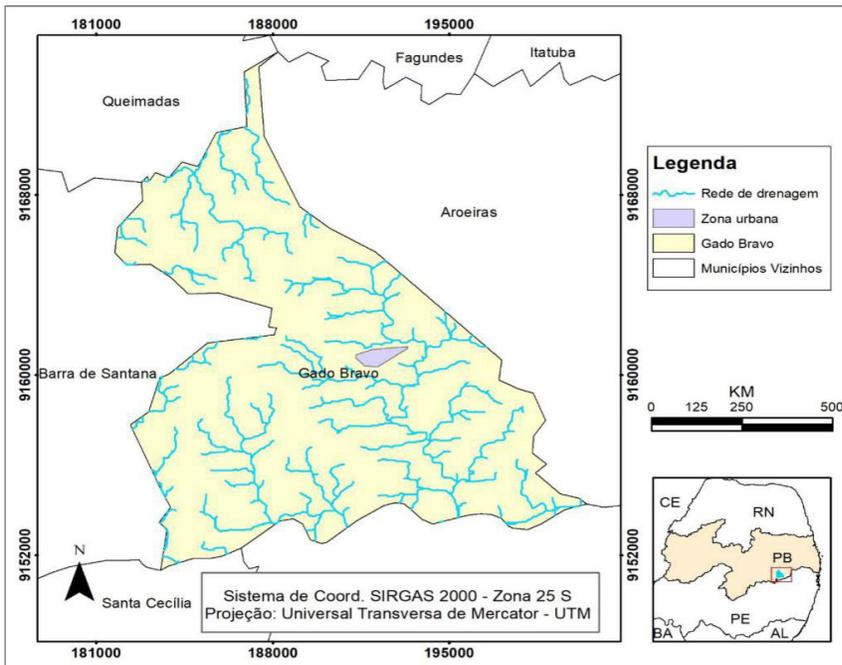 181000 188000 195000
Fagundes
Itatuba
Queimadas
Aroeiras
Barra de Santana
Gado Bravo
Santa Cecília
N
9168000
9160000
9152000
9168000
9160000
9152000
Sistema de Coord. SIRGAS 2000 - Zona 25 S
Projeção: Universal Transversa de Mercator - UTM
181000 188000 195000
Legenda
Rede de drenagem
Zona urbana
Gado Bravo
Municípios Vizinhos
KM
0 125 250 500
CE
RN
PB
PE
BA
AL